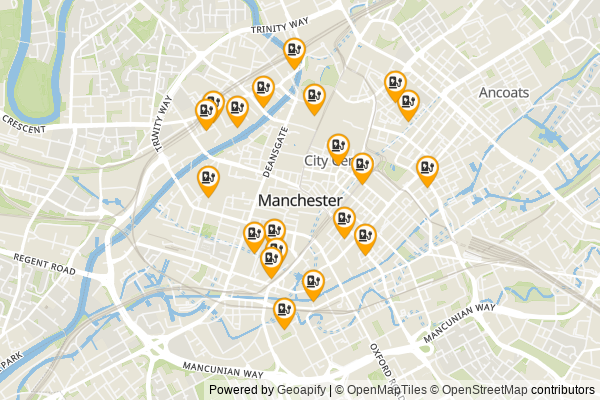 TRINITY WAY
Ancoats
TRINITY WAY
CRESCENT
DEANSGATE
City
Manchester
REGENT ROAD
MANCUNIAN WAY
MANCUNIAN WAY
OXFORD
PARK
Powered by Geoapify | © OpenMapTiles © OpenStreetMap contributors